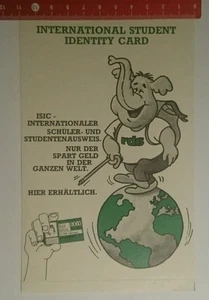 INTERNATIONAL STUDENT
IDENTITY CARD
ISIC -
INTERNATIONALER
SCHÜLER- UND
STUDENTENAUSWEIS.
NUR DER
SPART GELD
IN DER
GANZEN WELT.
HIER ERHÄLTLICH.
rds